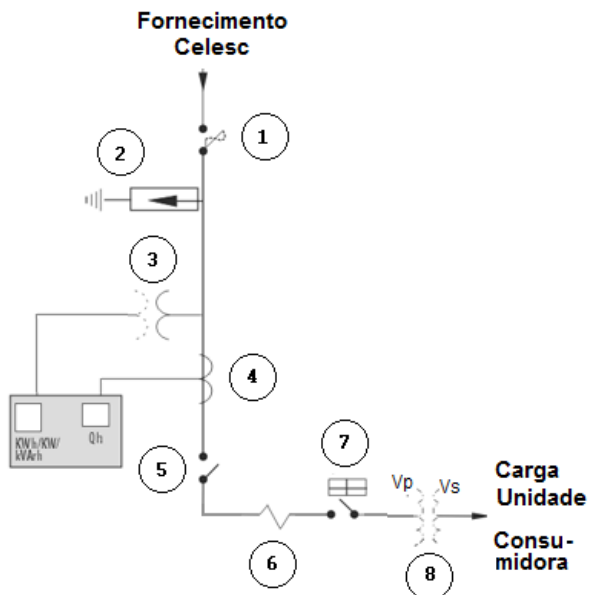 Fornecimento
Celesc
1
2
3
4
KWh/KW/
kVArh
Qh
5
7
Vp
Vs
Carga
Unidade
Consu-
midora
6
8